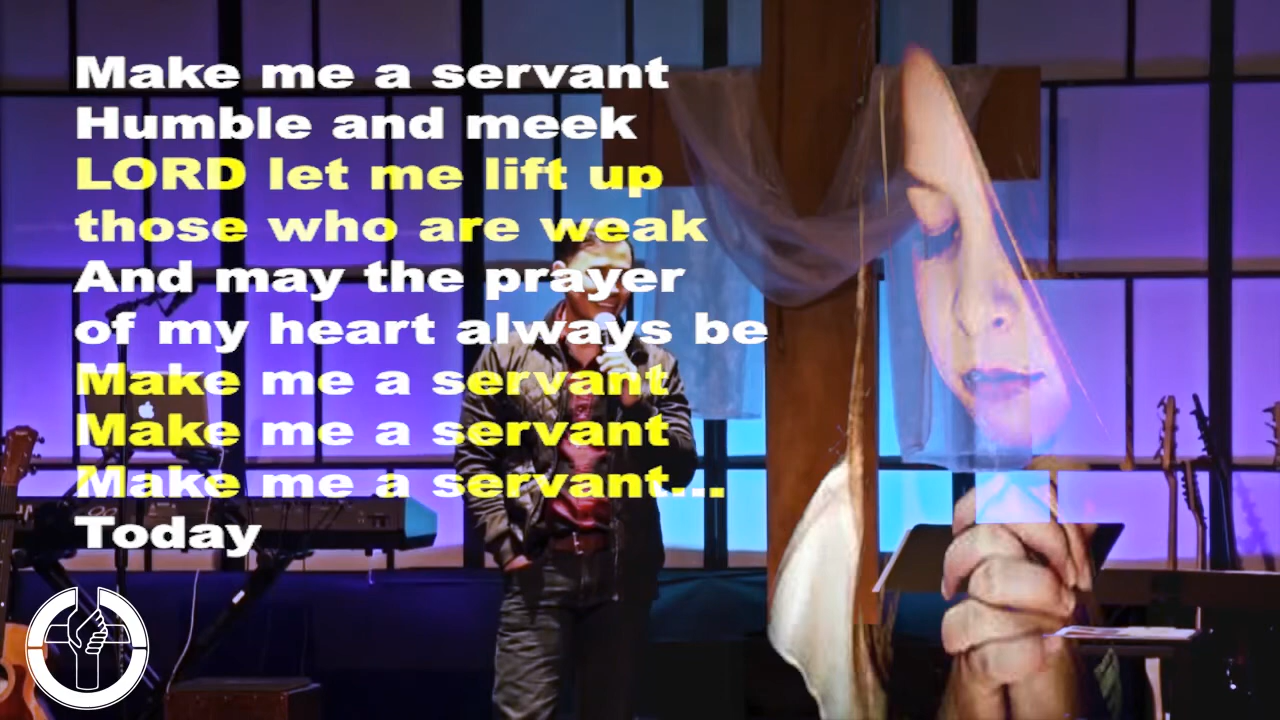 Make me a servant
Humble and meek
LORD let me lift up
those who are weak
And may the prayer
of my heart always be
Make me a servant
Make me a servant
Make me a servant...
Today